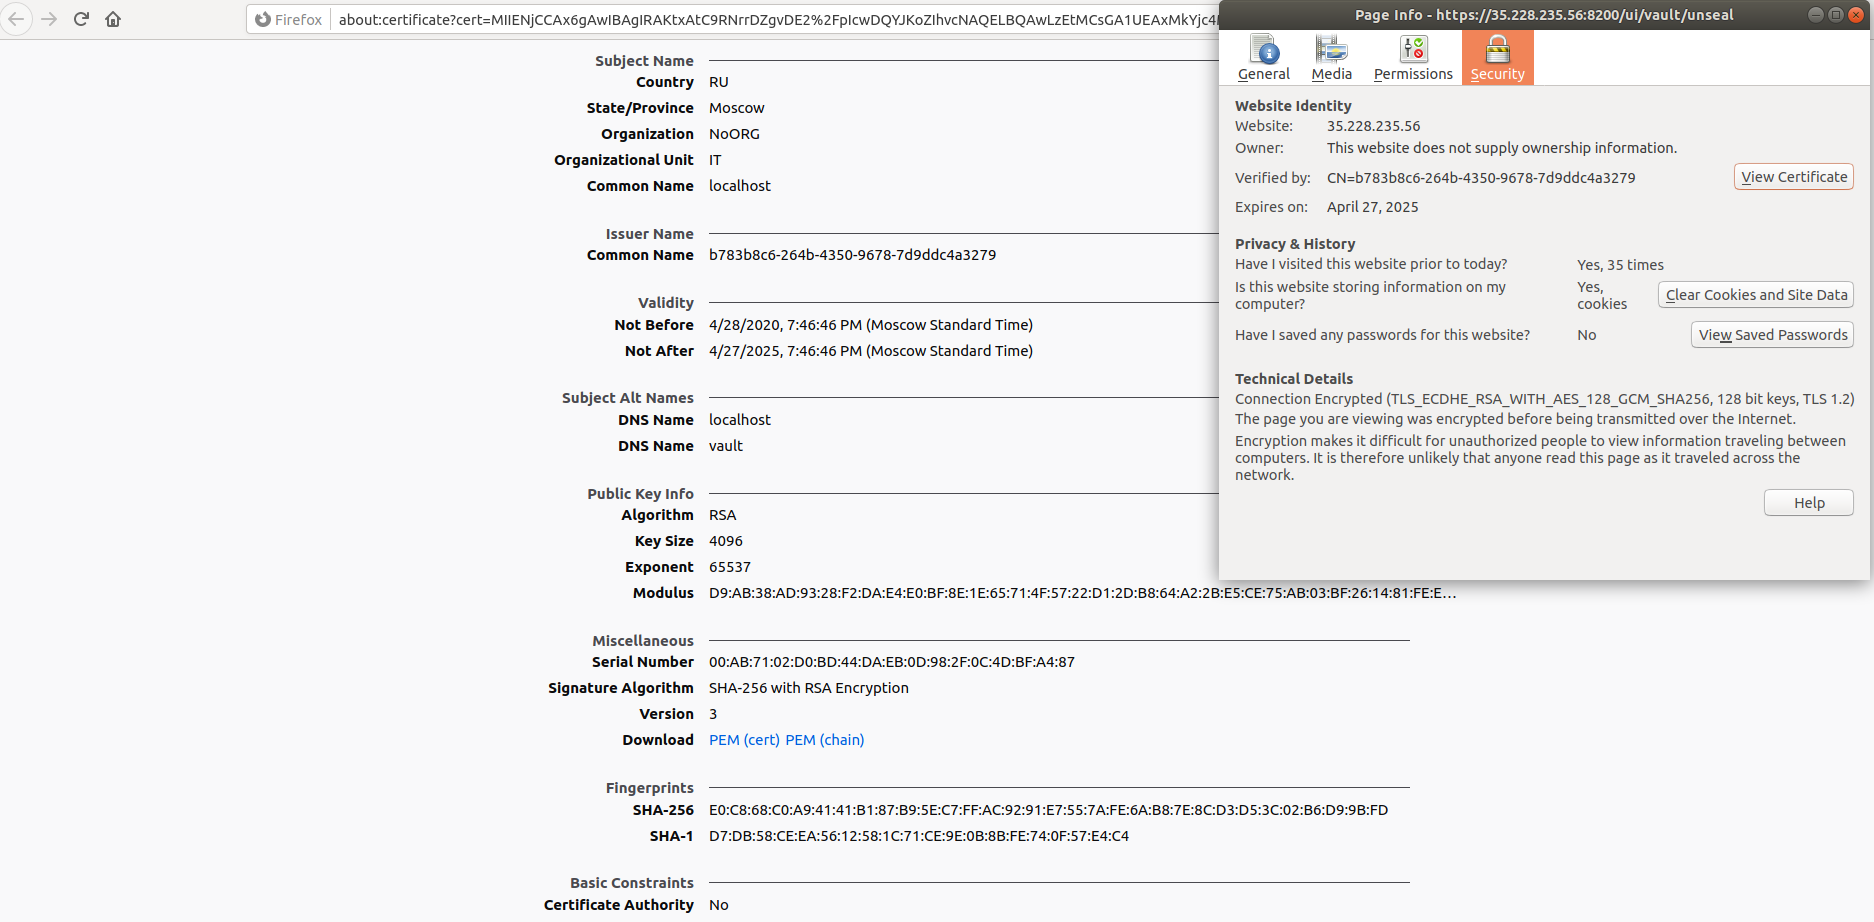 Firefox
about:certificate?cert=MIIENjCCAx6gAwIBAgIRAKtxAtC9RNrrDZgvDE2%2FpIcwDQYJKoZIhvcNAQELBQAwLzEtMCsGA1UEAxMkYjc4
Subject Name
Country RU
State/Province Moscow
Organization NoORG
Organizational Unit IT
Common Name localhost
Issuer Name
Common Name b783b8c6-264b-4350-9678-7d9ddc4a3279
Validity
Not Before 4/28/2020, 7:46:46 PM (Moscow Standard Time)
Not After 4/27/2025, 7:46:46 PM (Moscow Standard Time)
Subject Alt Names
DNS Name localhost
DNS Name vault
Public Key Info
Algorithm RSA
Key Size 4096
Exponent 65537
Modulus D9:AB:38:AD:93:28:F2:DA:E4:E0:BF:8E:1E:65:71:4F:57:22:D1:2D:B8:64:A2:2B:E5:CE:75:AB:03:BF:26:14:81:FE:E…
Miscellaneous
Serial Number 00:AB:71:02:D0:BD:44:DA:EB:0D:98:2F:0C:4D:BF:A4:87
Signature Algorithm SHA-256 with RSA Encryption
Version 3
Download PEM (cert) PEM (chain)
Fingerprints
SHA-256 E0:C8:68:C0:A9:41:41:B1:87:B9:5E:C7:FF:AC:92:91:E7:55:7A:FE:6A:B8:7E:8C:D3:D5:3C:02:B6:D9:9B:FD
SHA-1 D7:DB:58:CE:EA:56:12:58:1C:71:CE:9E:0B:8B:FE:74:0F:57:E4:C4
Basic Constraints
Certificate Authority No
Page Info - https://35.228.235.56:8200/ui/vault/unseal
General Media Permissions Security
Website Identity
Website: 35.228.235.56
Owner: This website does not supply ownership information.
Verified by: CN=b783b8c6-264b-4350-9678-7d9ddc4a3279 View Certificate
Expires on: April 27, 2025
Privacy & History
Have I visited this website prior to today? Yes, 35 times
Is this website storing information on my computer? Yes, cookies Clear Cookies and Site Data
Have I saved any passwords for this website? No View Saved Passwords
Technical Details
Connection Encrypted (TLS_ECDHE_RSA_WITH_AES_128_GCM_SHA256, 128 bit keys, TLS 1.2)
The page you are viewing was encrypted before being transmitted over the Internet.
Encryption makes it difficult for unauthorized people to view information traveling between
computers. It is therefore unlikely that anyone read this page as it traveled across the
network.
Help